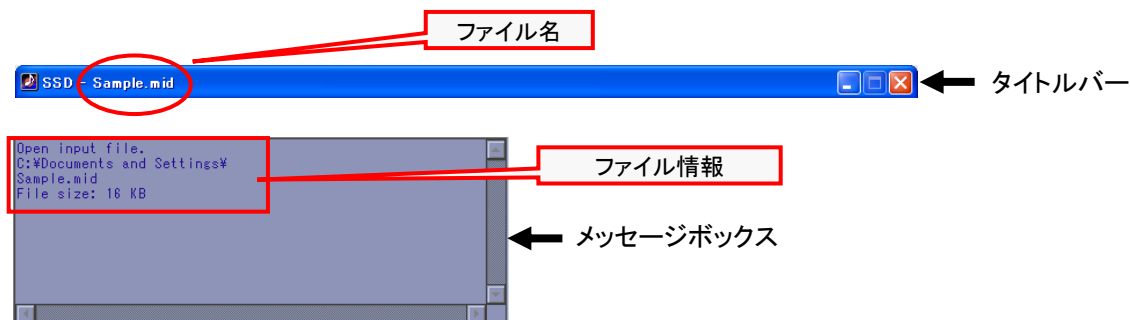 ファイル名
SSD - Sample.mid
タイトルバー
Open input file.
C:¥Documents and Settings¥
Sample.mid
File size: 16 KB
ファイル情報
メッセージボックス